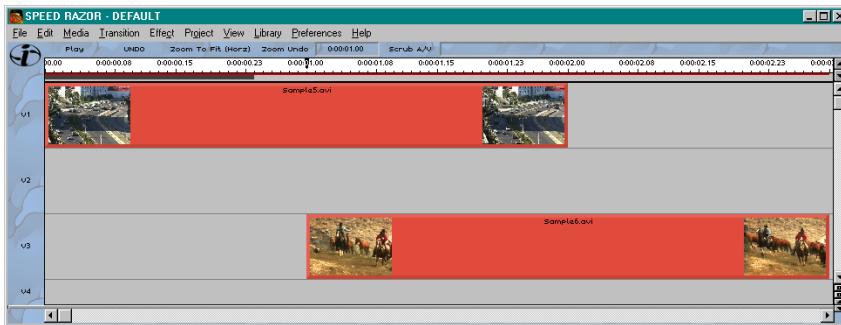 SPEED RAZOR - DEFAULT
File Edit Media Transition Effect Project View Library Preferences Help
Play UNDO Zoom To Fit (Horz) Zoom Undo 0:00:01.00 Scrub A/V
00.00 0:00:00.08 0:00:00.15 0:00:00.23 0:00:01.00 0:00:01.08 0:00:01.15 0:00:01.23 0:00:02.00 0:00:02.08 0:00:02.15 0:00:02.23
Sample5.avi
V1
V2
Sample6.avi
V3
V4